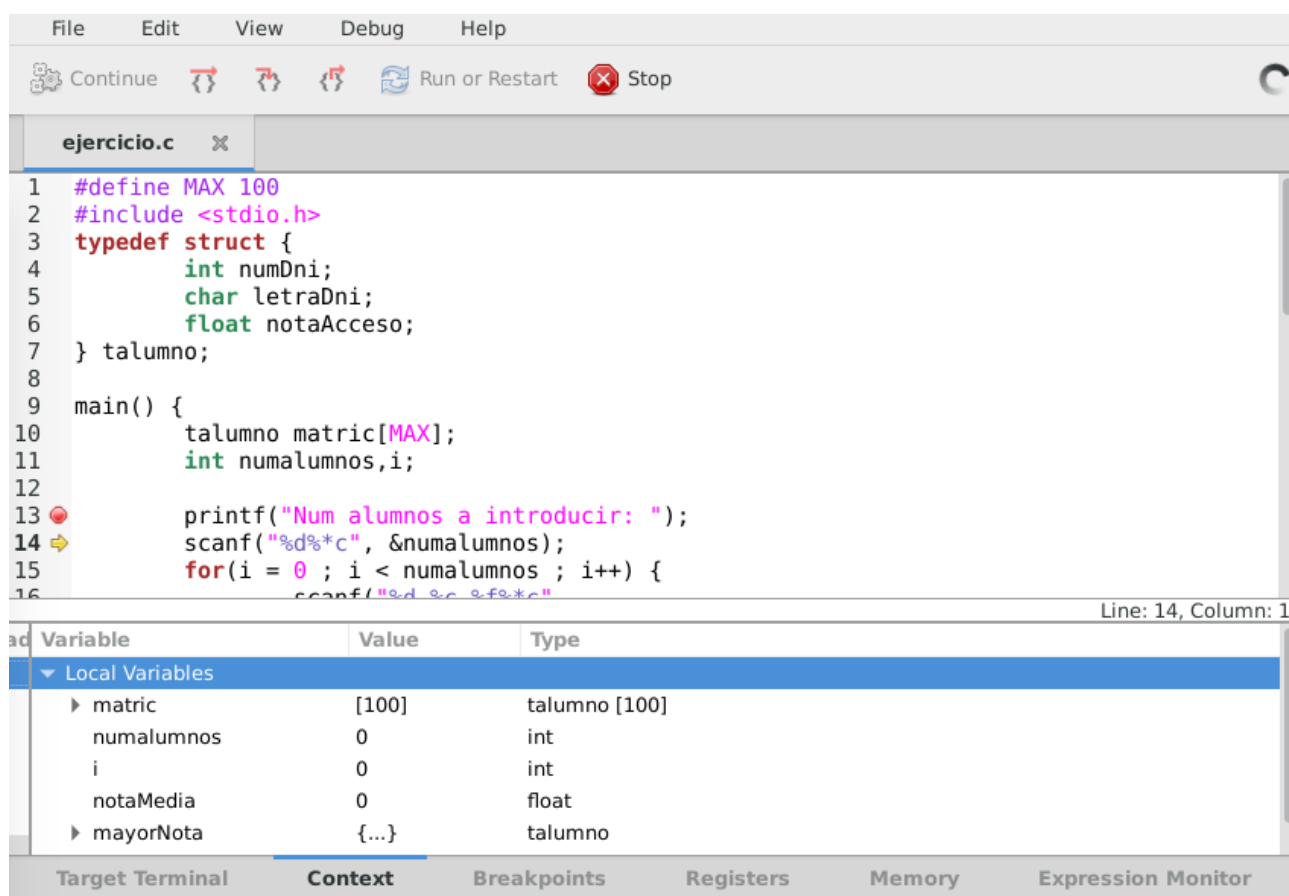 File Edit View Debug Help
Continue Run or Restart Stop
ejercicio.c
1 #define MAX 100
2 #include <stdio.h>
3 typedef struct {
4 int numDni;
5 char letraDni;
6 float notaAcceso;
7 } talumno;
8
9 main() {
10 talumno matric[MAX];
11 int numalumnos,i;
12
13 printf("Num alumnos a introducir: ");
14 scanf("%d%*c", &numalumnos);
15 for(i = 0 ; i < numalumnos ; i++) {
16 scanf("%d %c %f%*c"
Line: 14, Column: 1
ad Variable Value Type
Local Variables
matric [100] talumno [100]
numalumnos 0 int
i 0 int
notaMedia 0 float
mayorNota {...} talumno
Target Terminal Context Breakpoints Registers Memory Expression Monitor